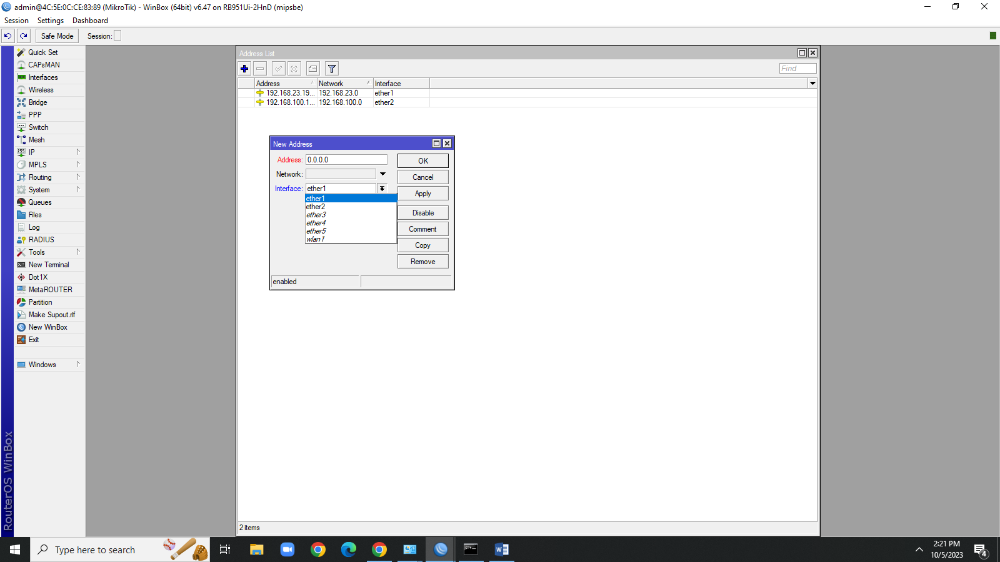 admin@4C:5E:0C:CE:83:89 (MikroTik) - WinBox (64bit) v6.47 on RB951Ui-2HnD (mipsbe)
Session Settings Dashboard
Safe Mode Session:
Quick Set
CAPsMAN
Interfaces
Wireless
Bridge
PPP
Switch
Mesh
IP
MPLS
Routing
System
Queues
Files
Log
RADIUS
Tools
New Terminal
Dot1X
MetaROUTER
Partition
Make Supout.rif
New WinBox
Exit
Windows
RouterOS WinBox
Address List
Find
Address Network Interface
192.168.23.19... 192.168.23.0 ether1
192.168.100.1... 192.168.100.0 ether2
New Address
Address: 0.0.0.0
Network:
Interface: ether1
ether1
ether2
ether3
ether4
ether5
wlan1
OK
Cancel
Apply
Disable
Comment
Copy
Remove
enabled
2 items
Type here to search
2:21 PM
10/5/2023
4